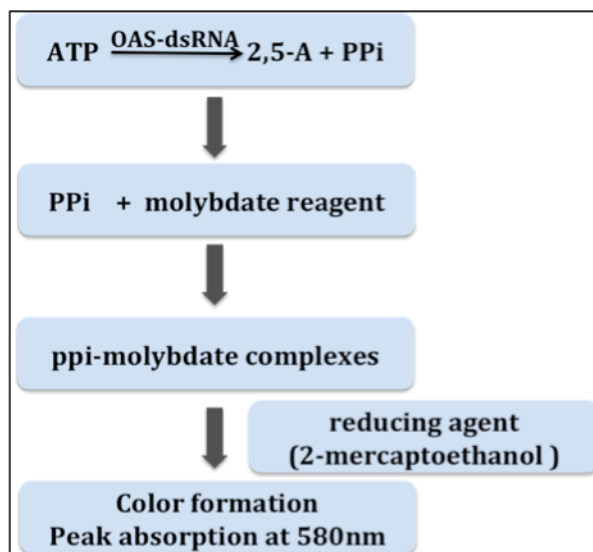 OAS-dsRNA
ATP 2,5-A + PPi
PPi + molybdate reagent
ppi-molybdate complexes
reducing agent
(2-mercaptoethanol )
Color formation
Peak absorption at 580nm